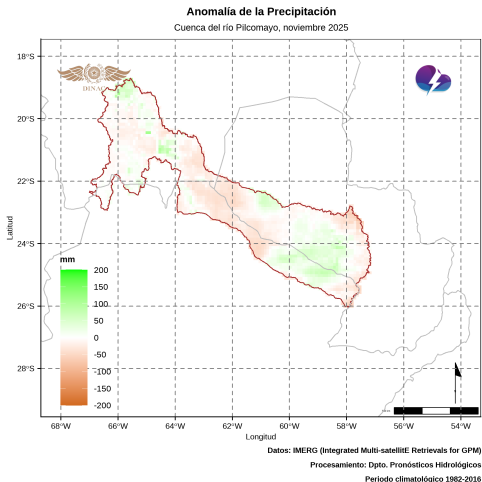 Anomalía de la Precipitación
Cuenca del río Pilcomayo, noviembre 2025
18°S
20°S
22°S
24°S
26°S
28°S
Latitud
DINAC
mm
200
150
100
50
0
-50
-100
-150
-200
68°W
66°W
64°W
62°W
60°W
58°W
56°W
54°W
Longitud
Datos: IMERG (Integrated Multi-satellitE Retrievals for GPM)
Procesamiento: Dpto. Pronósticos Hidrológicos
Periodo climatológico 1982-2016